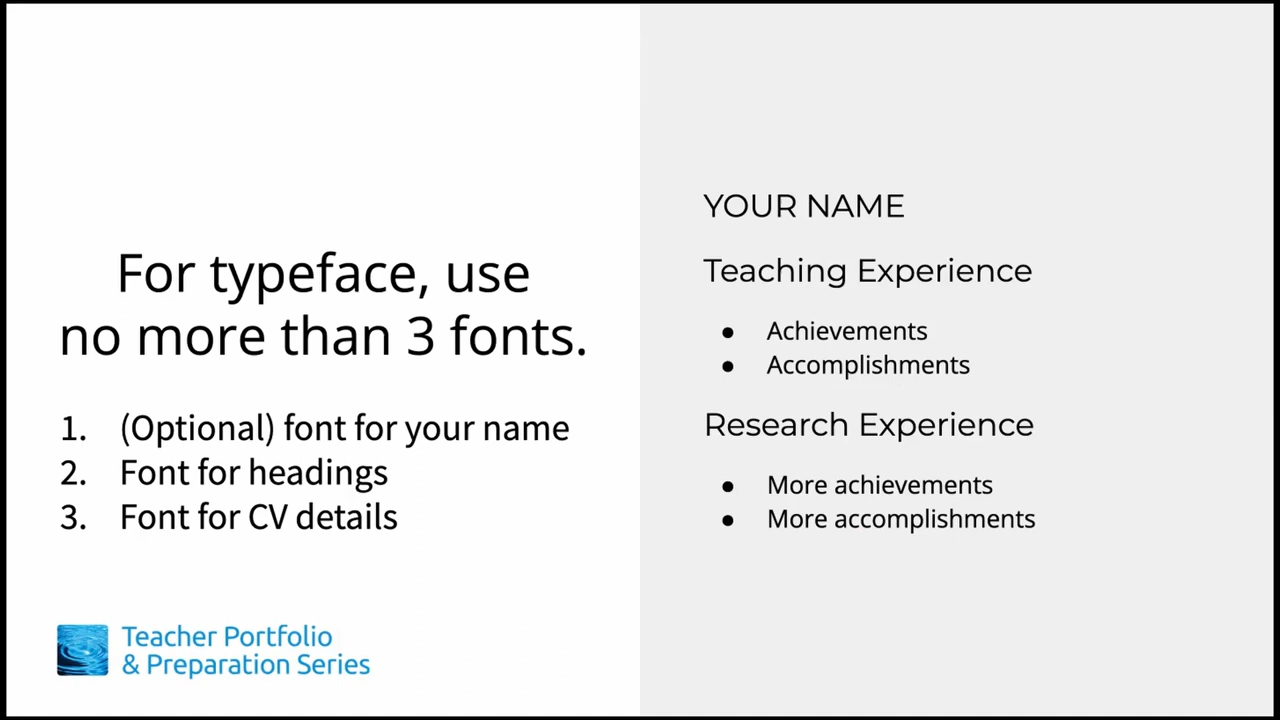 For typeface, use
no more than 3 fonts.
1. (Optional) font for your name
2. Font for headings
3. Font for CV details
Teacher Portfolio
& Preparation Series
YOUR NAME
Teaching Experience
● Achievements
● Accomplishments
Research Experience
● More achievements
● More accomplishments